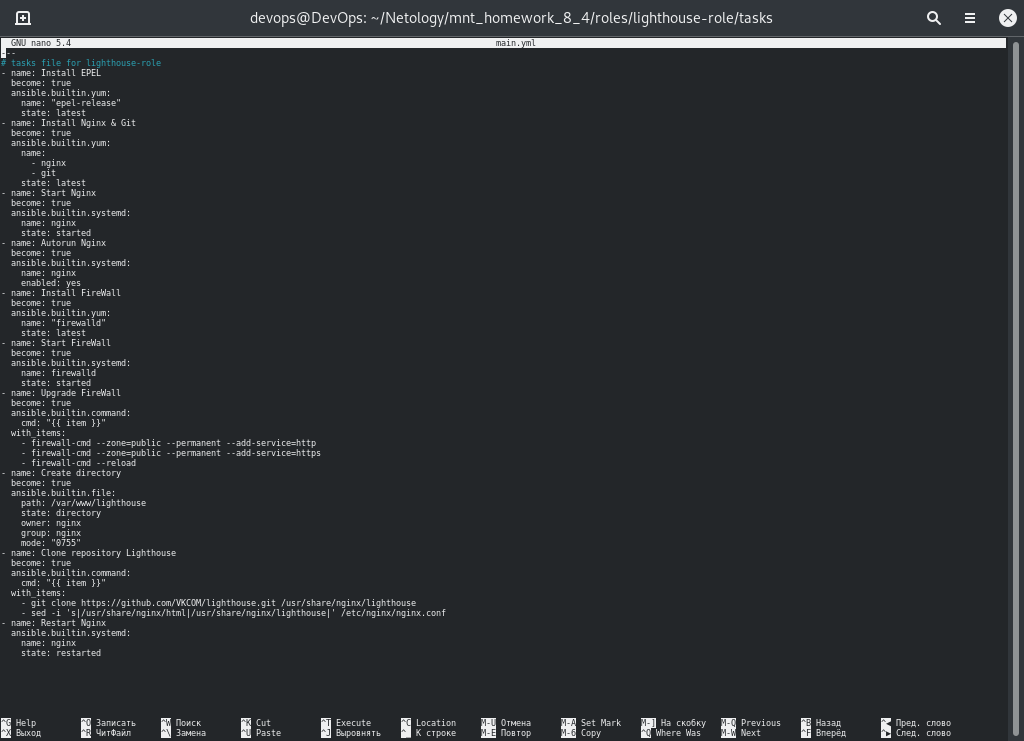 devops@DevOps: ~/Netology/mnt_homework_8_4/roles/lighthouse-role/tasks
GNU nano 5.4 main.yml
---
# tasks file for lighthouse-role
- name: Install EPEL
  become: true
  ansible.builtin.yum:
    name: "epel-release"
    state: latest
- name: Install Nginx & Git
  become: true
  ansible.builtin.yum:
    name:
      - nginx
      - git
    state: latest
- name: Start Nginx
  become: true
  ansible.builtin.systemd:
    name: nginx
    state: started
- name: Autorun Nginx
  become: true
  ansible.builtin.systemd:
    name: nginx
    enabled: yes
- name: Install FireWall
  become: true
  ansible.builtin.yum:
    name: "firewalld"
    state: latest
- name: Start FireWall
  become: true
  ansible.builtin.systemd:
    name: firewalld
    state: started
- name: Upgrade FireWall
  become: true
  ansible.builtin.command:
    cmd: "{{ item }}"
  with_items:
    - firewall-cmd --zone=public --permanent --add-service=http
    - firewall-cmd --zone=public --permanent --add-service=https
    - firewall-cmd --reload
- name: Create directory
  become: true
  ansible.builtin.file:
    path: /var/www/lighthouse
    state: directory
    owner: nginx
    group: nginx
    mode: "0755"
- name: Clone repository Lighthouse
  become: true
  ansible.builtin.command:
    cmd: "{{ item }}"
  with_items:
    - git clone https://github.com/VKCOM/lighthouse.git /usr/share/nginx/lighthouse
    - sed -i 's|/usr/share/nginx/html|/usr/share/nginx/lighthouse|' /etc/nginx/nginx.conf
- name: Restart Nginx
  ansible.builtin.systemd:
    name: nginx
    state: restarted
^G Help ^O Записать ^W Поиск ^K Cut ^T Execute ^C Location M-U Отмена M-A Set Mark M-] На скобку M-Q Previous ^B Назад ^◀ Пред. слово
^X Выход ^R ЧитФайл ^\ Замена ^U Paste ^J Выровнять ^_ К строке M-E Повтор M-6 Copy ^Q Where Was M-W Next ^F Вперёд ^▶ След. слово